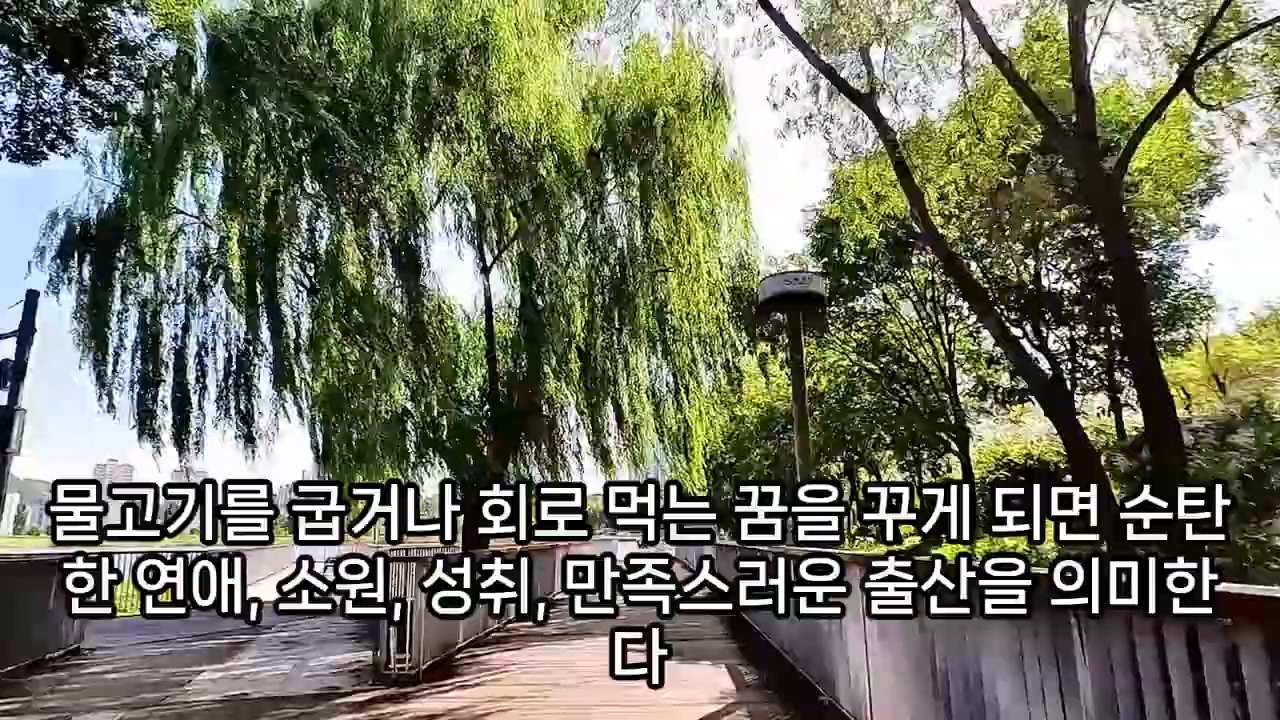 물고기를 굽거나 회로 먹는 꿈을 꾸게 되면 순탄
한 연애, 소원, 성취, 만족스러운 출산을 의미한
다